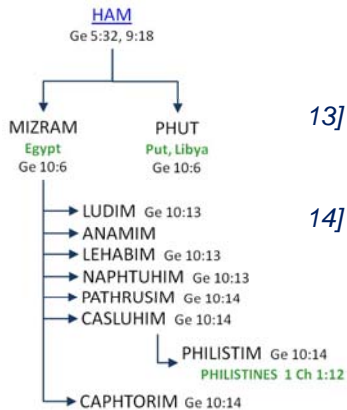 HAM
Ge 5:32, 9:18
MIZRAM PHUT
Egypt Put, Libya
Ge 10:6 Ge 10:6
13]
14]
LUDIM Ge 10:13
ANAMIM
LEHABIM Ge 10:13
NAPHTUHIM Ge 10:13
PATHRUSIM Ge 10:14
CASLUHIM Ge 10:14
PHILISTIM Ge 10:14
PHILISTINES 1 Ch 1:12
CAPHTORIM Ge 10:14